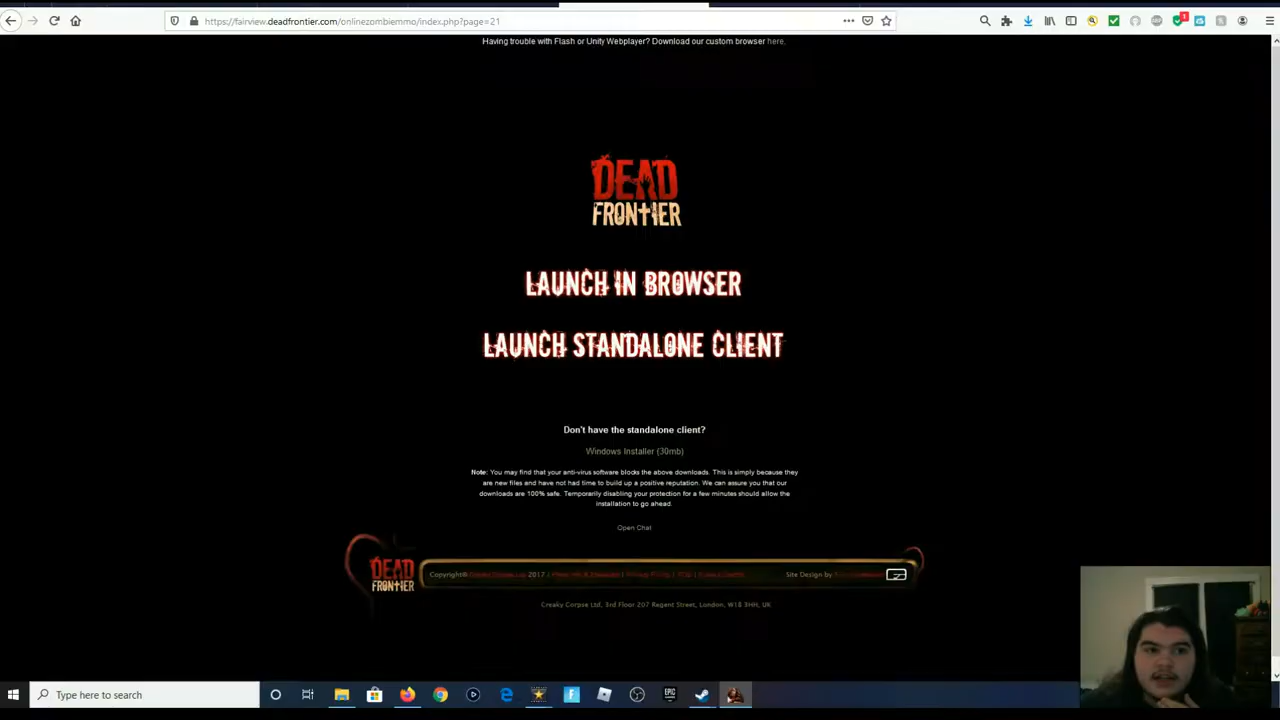 https://fairview.deadfrontier.com/onlinezombiemmo/index.php?page=21
1
Having trouble with Flash or Unity Webplayer? Download our custom browser here.
DEAD
FRONTIER
LAUNCH IN BROWSER
LAUNCH STANDALONE CLIENT
Don't have the standalone client?
Windows Installer (30mb)
Note: You may find that your anti-virus software blocks the above downloads. This is simply because they
are new files and have not had time to build up a positive reputation. We can assure you that our
downloads are 100% safe. Temporarily disabling your protection for a few minutes should allow the
installation to go ahead.
Open Chat
DEAD
FRONTIER
Copyright© 2017
Site Design by
Creaky Corpse Ltd, 3rd Floor 207 Regent Street, London, W1B 3HH, UK
Type here to search
EPIC